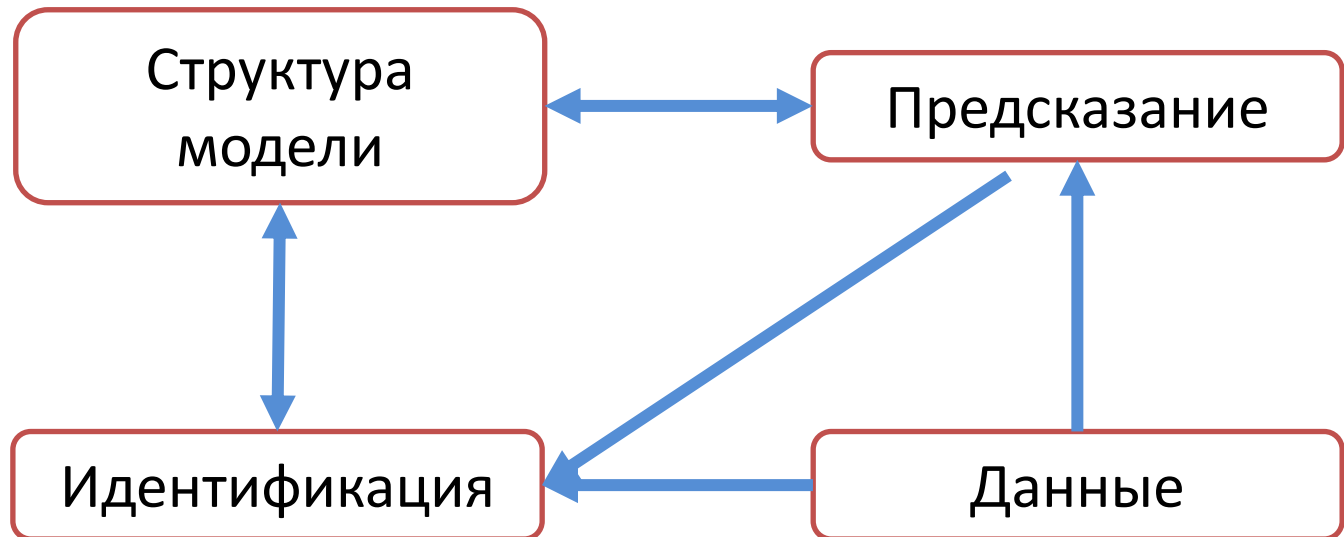 Структура
модели
Предсказание
Идентификация
Данные